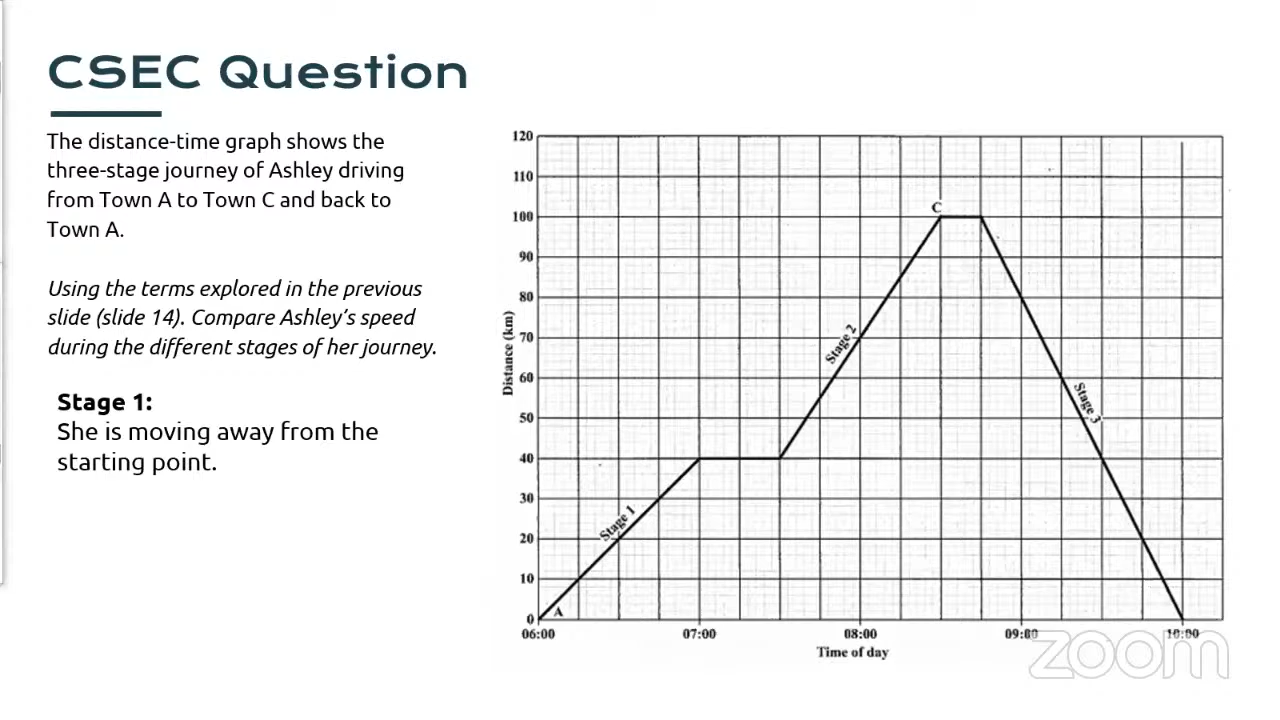 CSEC Question
The distance-time graph shows the
three-stage journey of Ashley driving
from Town A to Town C and back to
Town A.
Using the terms explored in the previous
slide (slide 14). Compare Ashley's speed
during the different stages of her journey.
Stage 1:
She is moving away from the
starting point.
120
110
100
90
80
70
60
50
40
30
20
10
0
Distance (km)
A
Stage 1
Stage 2
C
Stage 3
06:00
07:00
08:00
09:00
10:00
Time of day
zoom